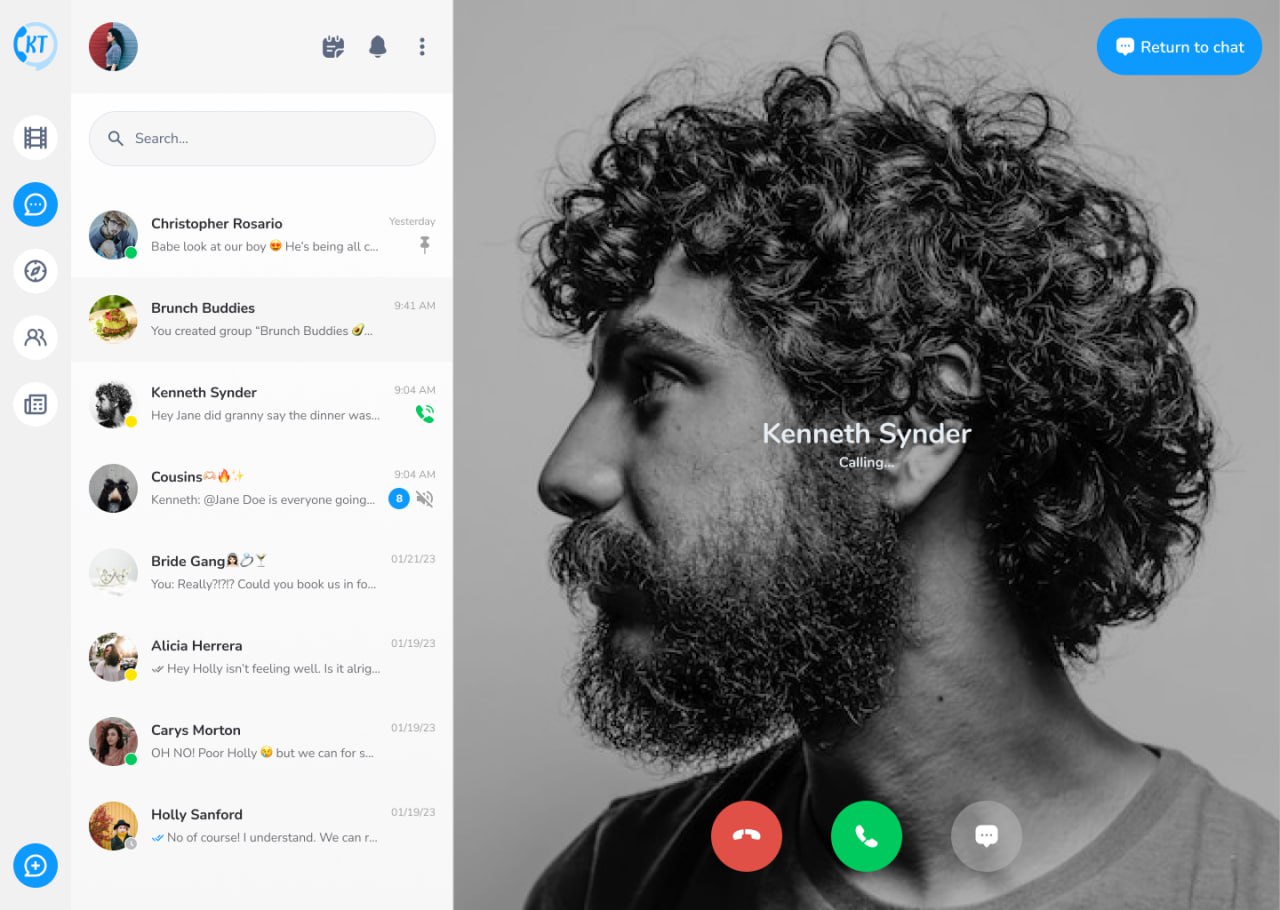 KT
Return to chat
Search...
Christopher Rosario
Yesterday
Babe look at our boy 😍 He's being all c...
Brunch Buddies
9:41 AM
You created group “Brunch Buddies 🥑...
Kenneth Synder
9:04 AM
Hey Jane did granny say the dinner was...
Cousins🫶🏻🔥✨
9:04 AM
Kenneth: @Jane Doe is everyone going...
8
Bride Gang👰🏻‍♀️💍🍸
01/21/23
You: Really?!?!? Could you book us in fo...
Alicia Herrera
01/19/23
Hey Holly isn't feeling well. Is it alrig...
Carys Morton
01/19/23
OH NO! Poor Holly 😢 but we can for s...
Holly Sanford
01/19/23
No of course! I understand. We can r...
Kenneth Synder
Calling...